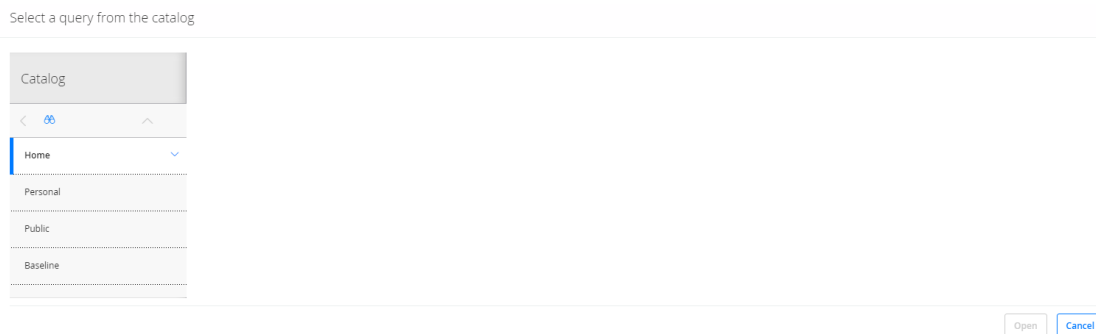 Select a query from the catalog
Catalog
Home
Personal
Public
Baseline
Open
Cancel